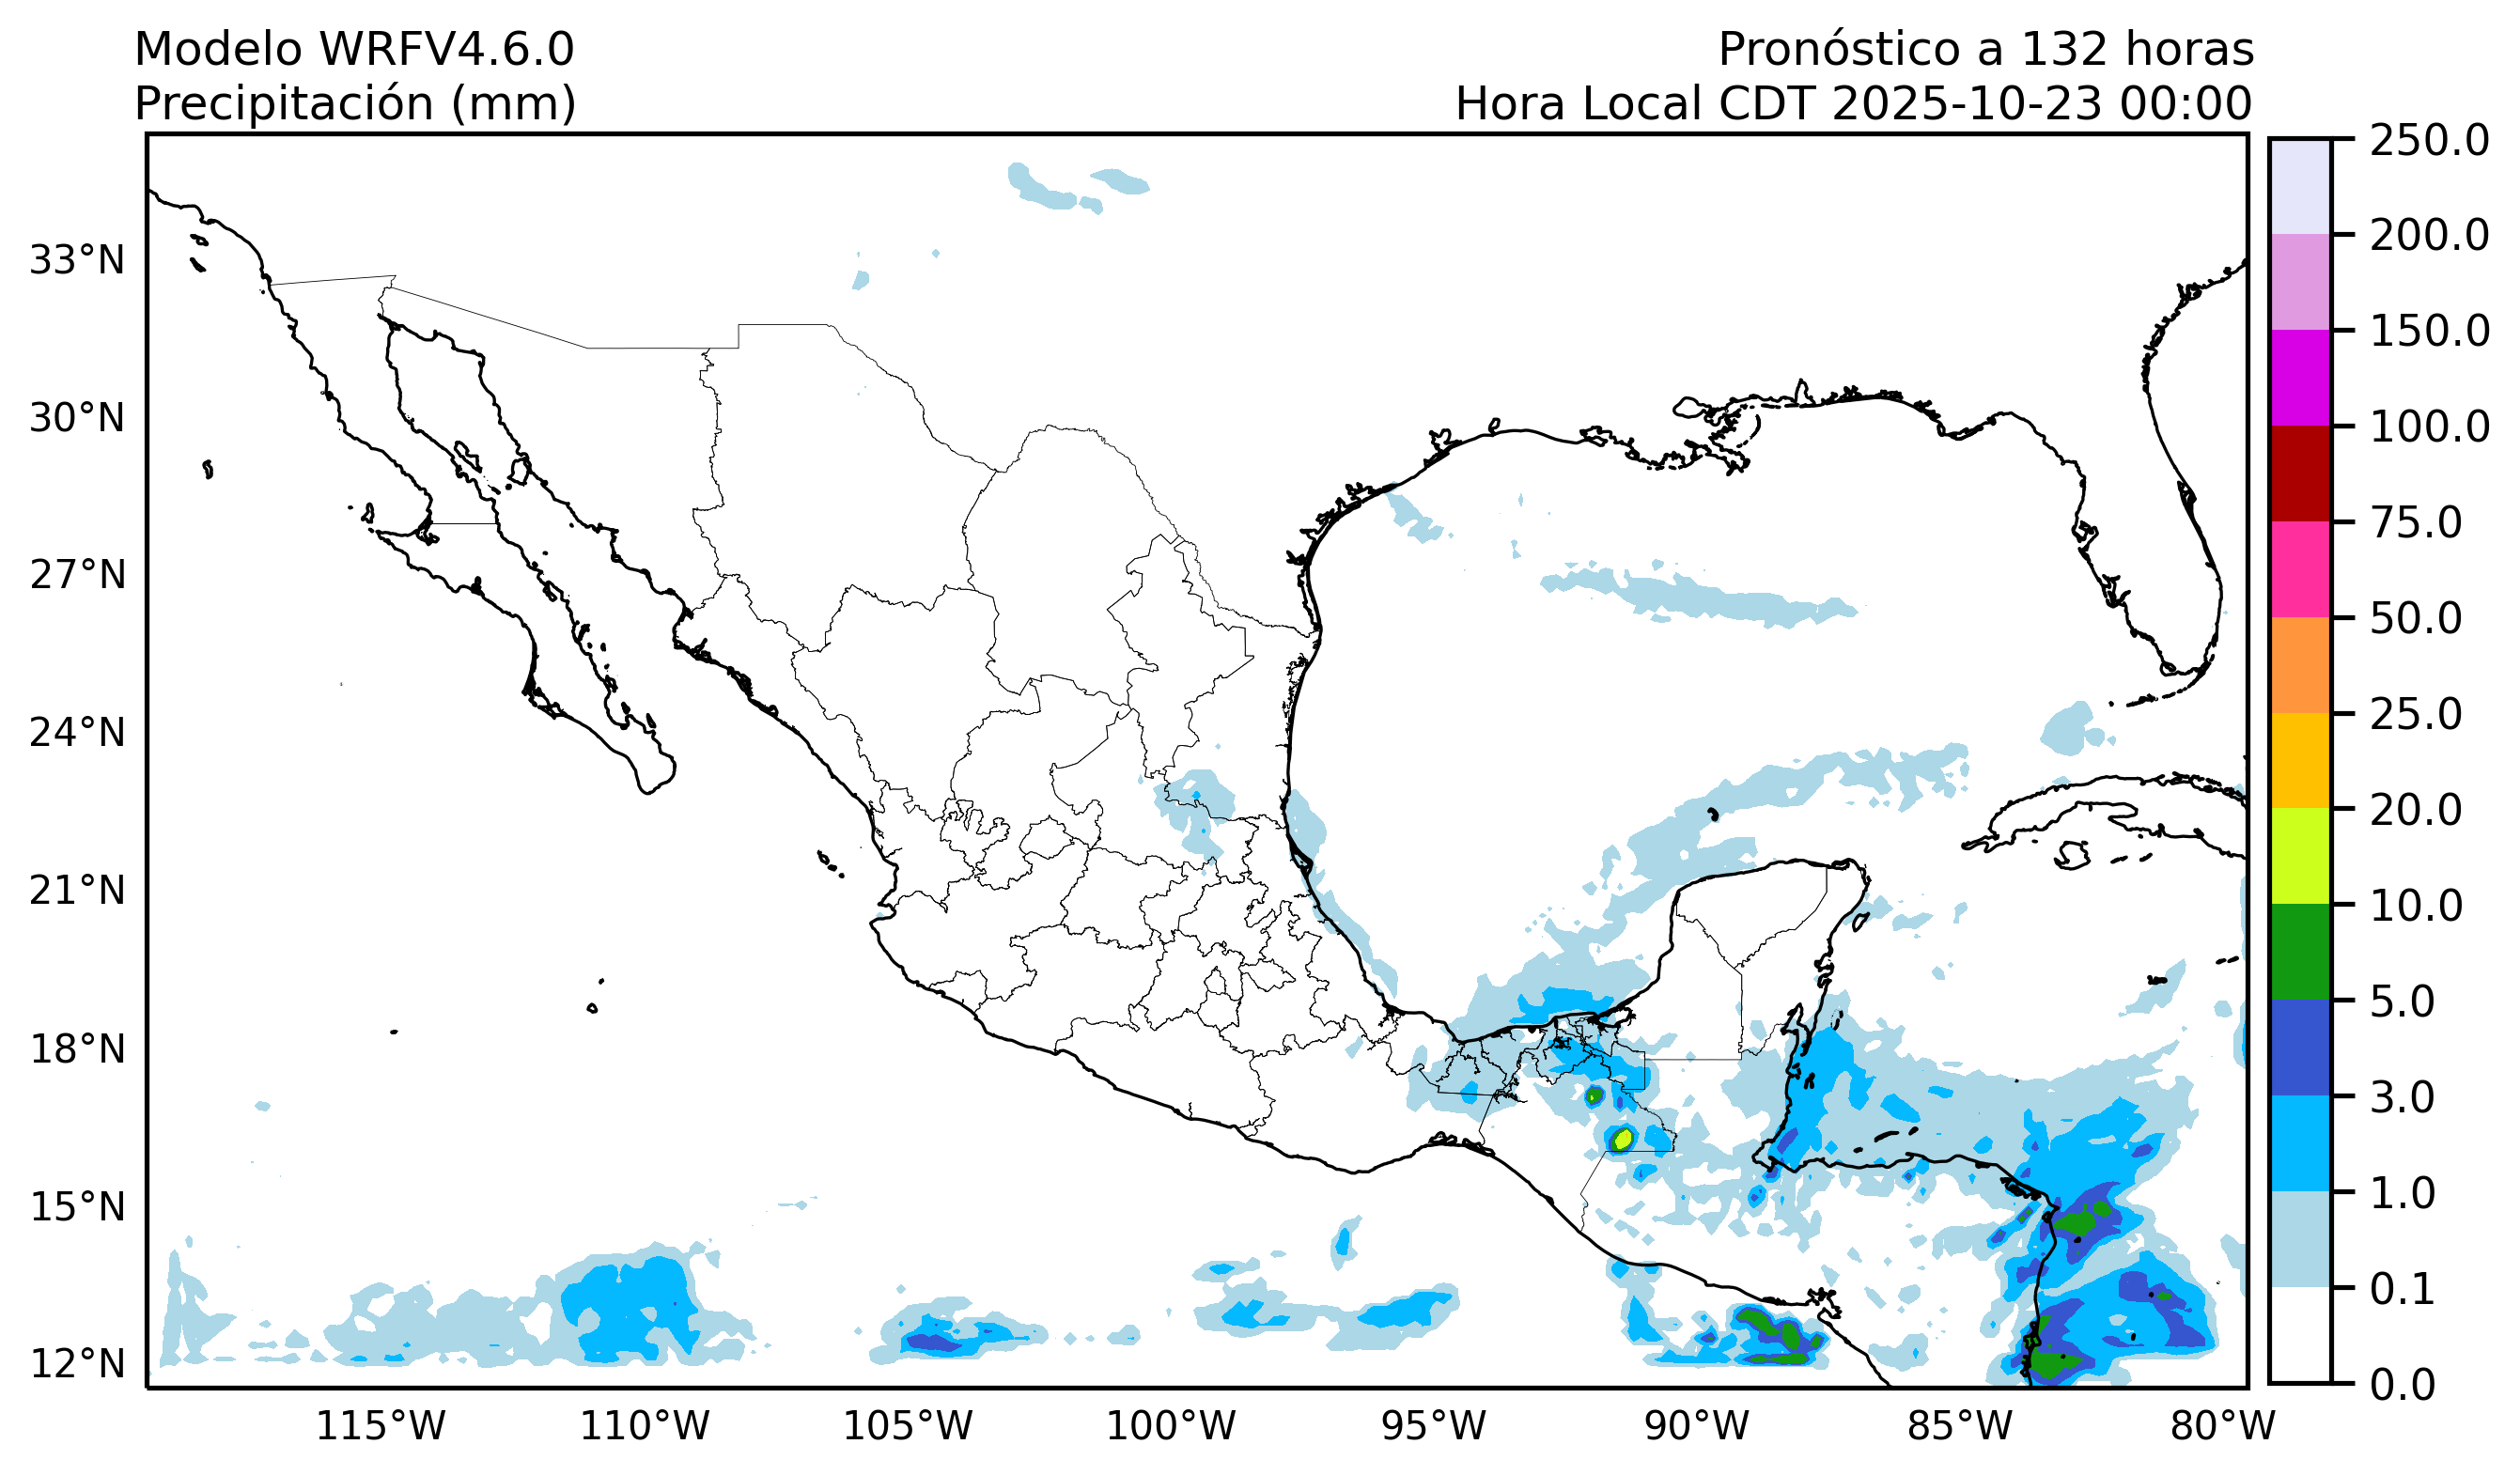 Modelo WRFV4.6.0
Precipitación (mm)
Pronóstico a 132 horas
Hora Local CDT 2025-10-23 00:00
33°N
30°N
27°N
24°N
21°N
18°N
15°N
12°N
115°W
110°W
105°W
100°W
95°W
90°W
85°W
80°W
250.0
200.0
150.0
100.0
75.0
50.0
25.0
20.0
10.0
5.0
3.0
1.0
0.1
0.0